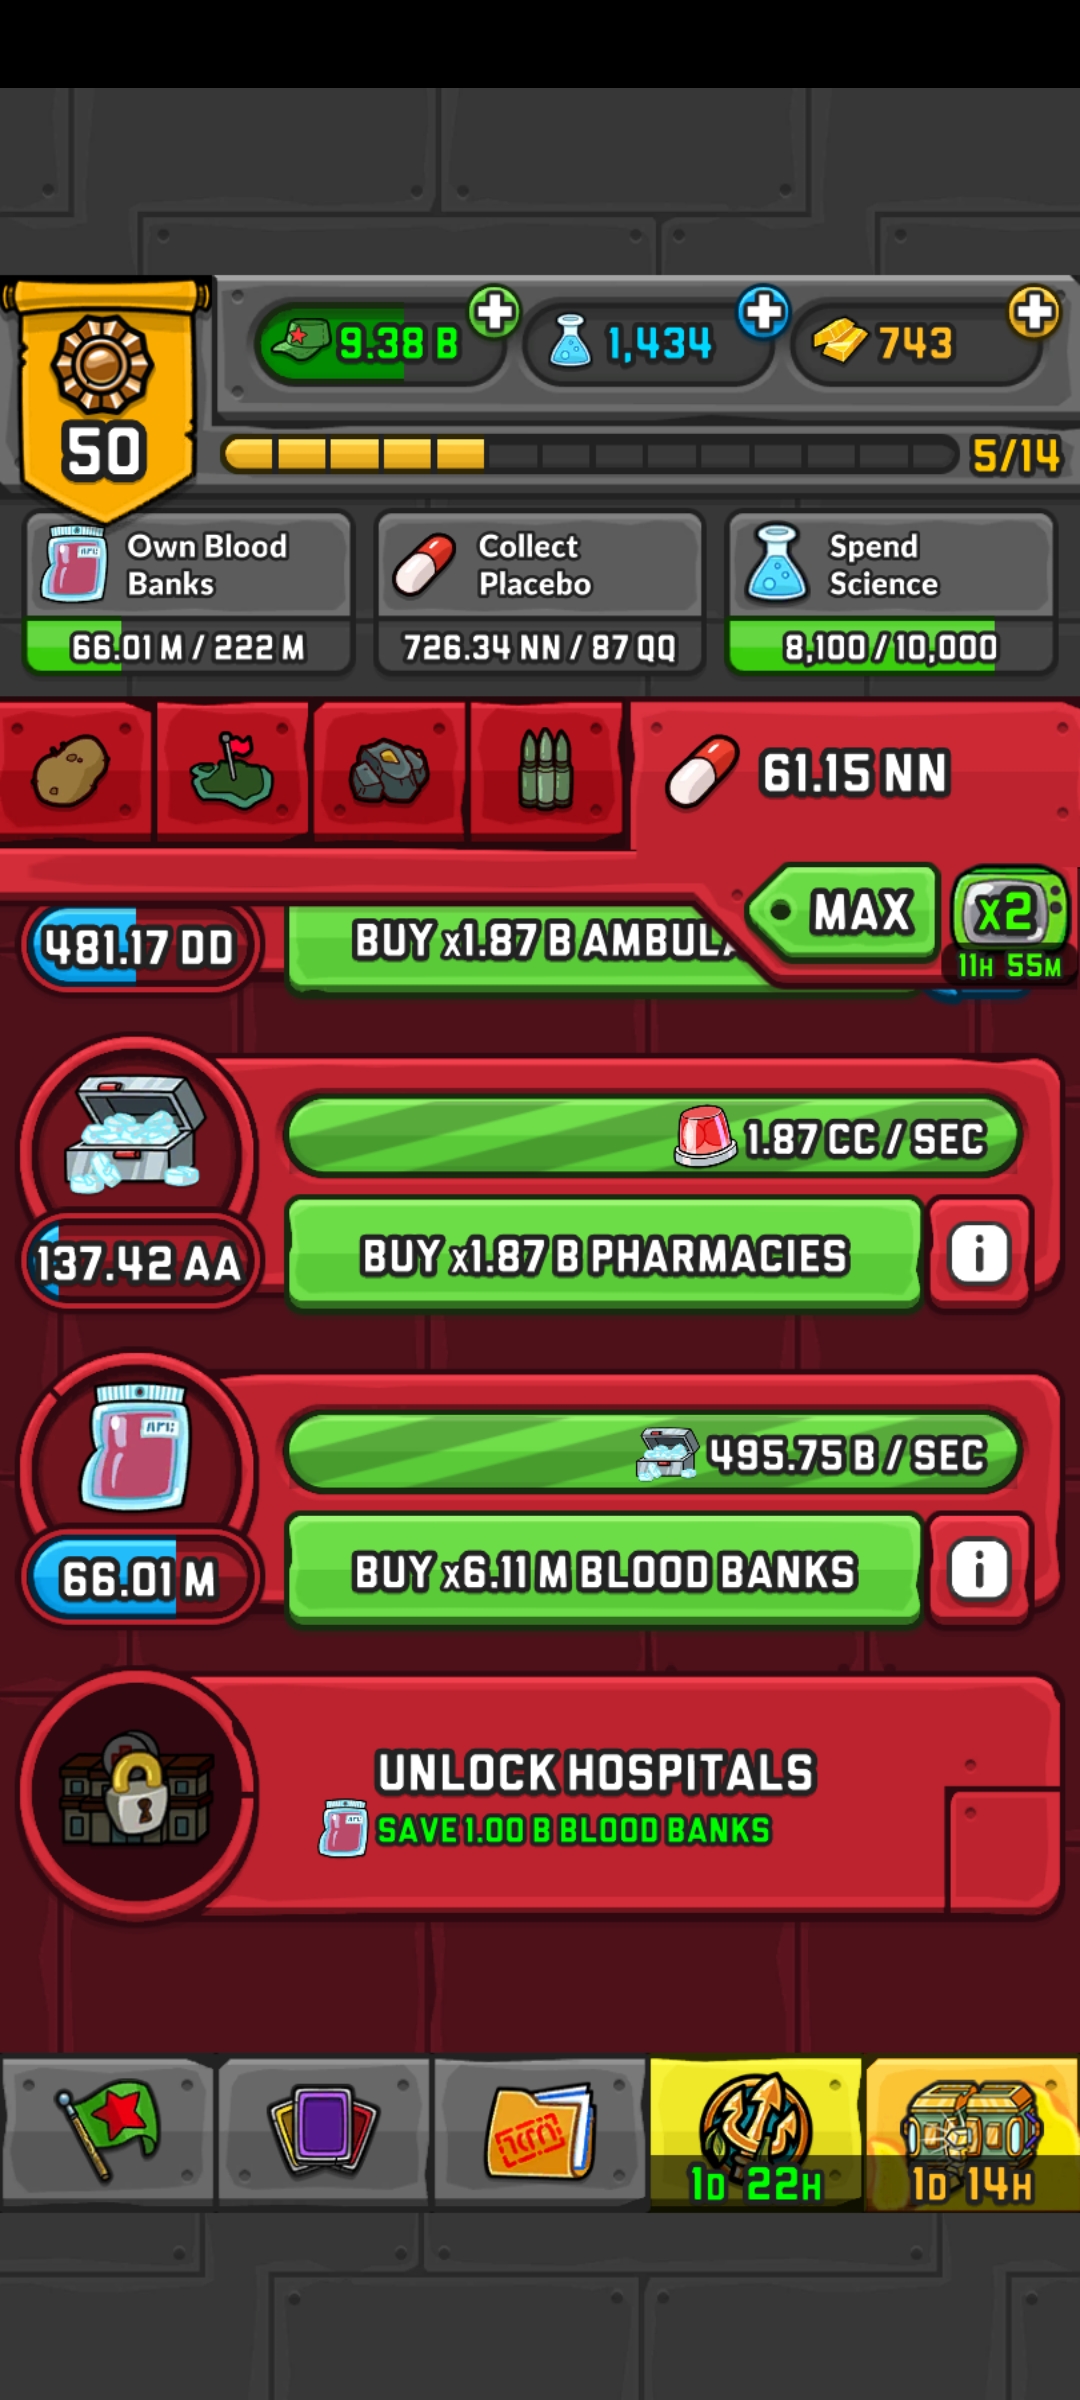 9.38 B
1,434
743
50
5/14
Own Blood
Banks
66.01 M / 222 M
Collect
Placebo
726.34 NN / 87 QQ
Spend
Science
8,100 / 10,000
61.15 NN
MAX
x2
11H 55M
481.17 DD
BUY x1.87 B AMBULA
1.87 CC / SEC
137.42 AA
BUY x1.87 B PHARMACIES
i
495.75 B / SEC
66.01 M
BUY x6.11 M BLOOD BANKS
i
UNLOCK HOSPITALS
SAVE 1.00 B BLOOD BANKS
1D 22H
1D 14H